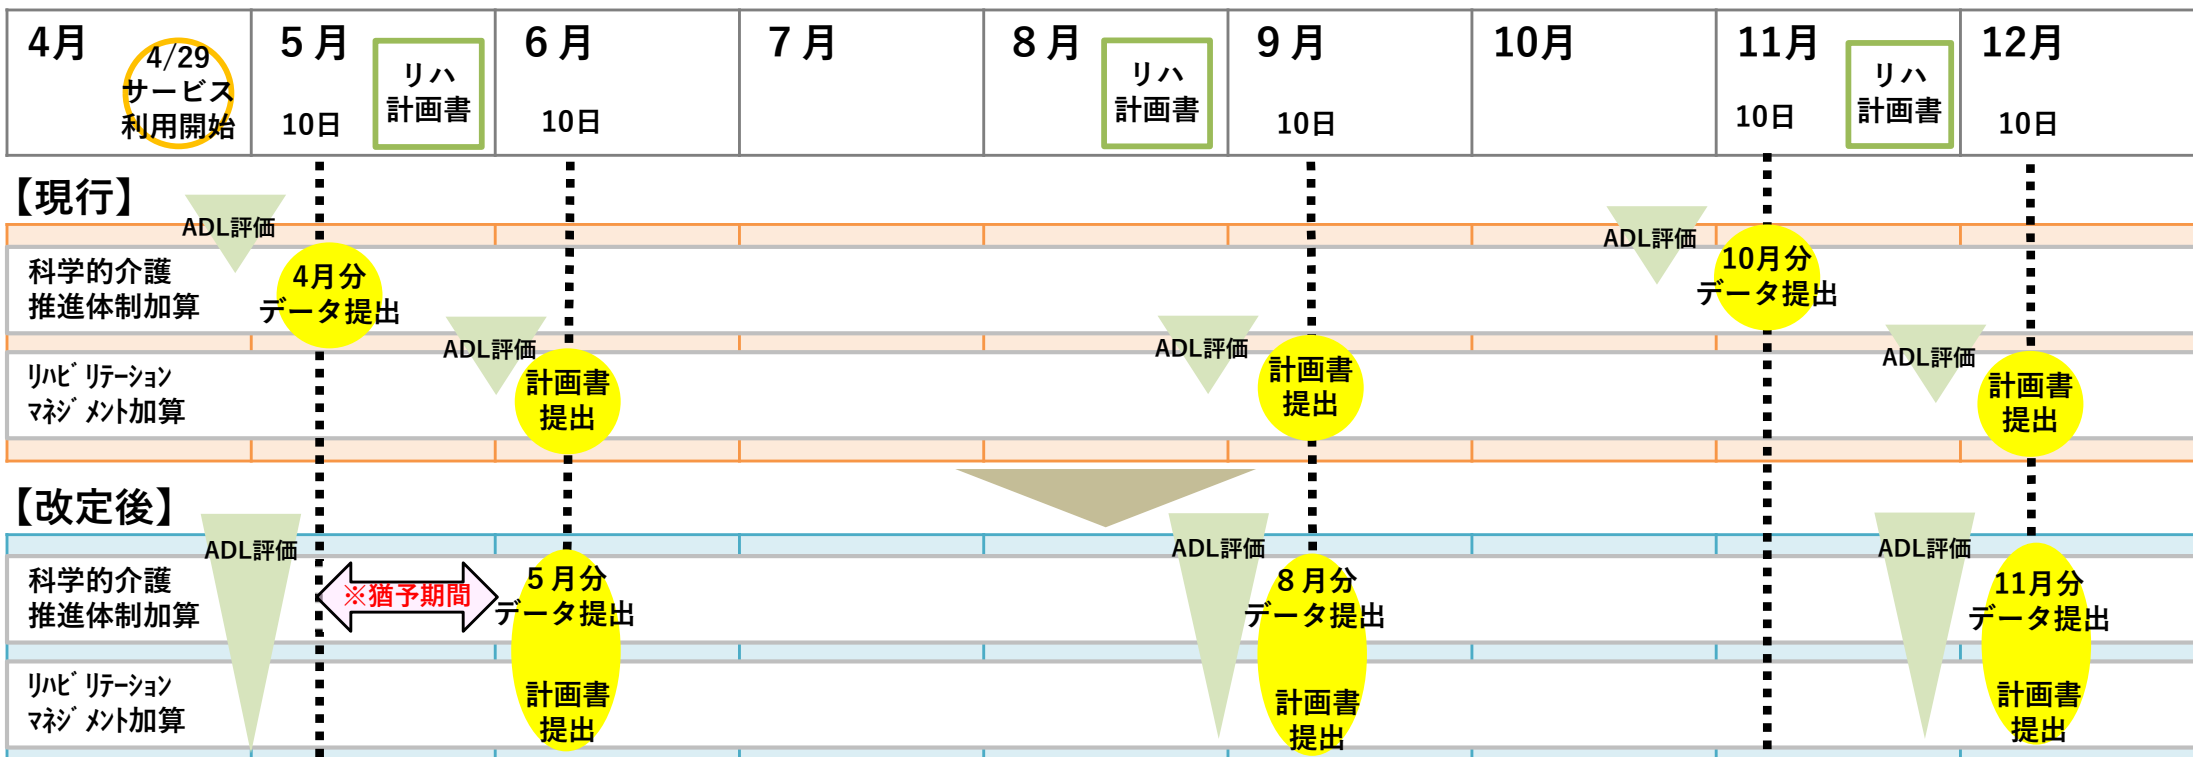 4月
4/29
サービス
利用開始
５月
10日
リハ
計画書
６月
10日
７月
８月
リハ
計画書
９月
10日
10月
11月
10日
リハ
計画書
12月
10日
【現行】
ADL評価
科学的介護
推進体制加算
4月分
データ提出
ADL評価
10月分
データ提出
リハビリテーション
マネジメント加算
ADL評価
計画書
提出
ADL評価
計画書
提出
ADL評価
計画書
提出
【改定後】
ADL評価
科学的介護
推進体制加算
※猶予期間
５月分
データ提出
ADL評価
８月分
データ提出
ADL評価
11月分
データ提出
リハビリテーション
マネジメント加算
計画書
提出
計画書
提出
計画書
提出